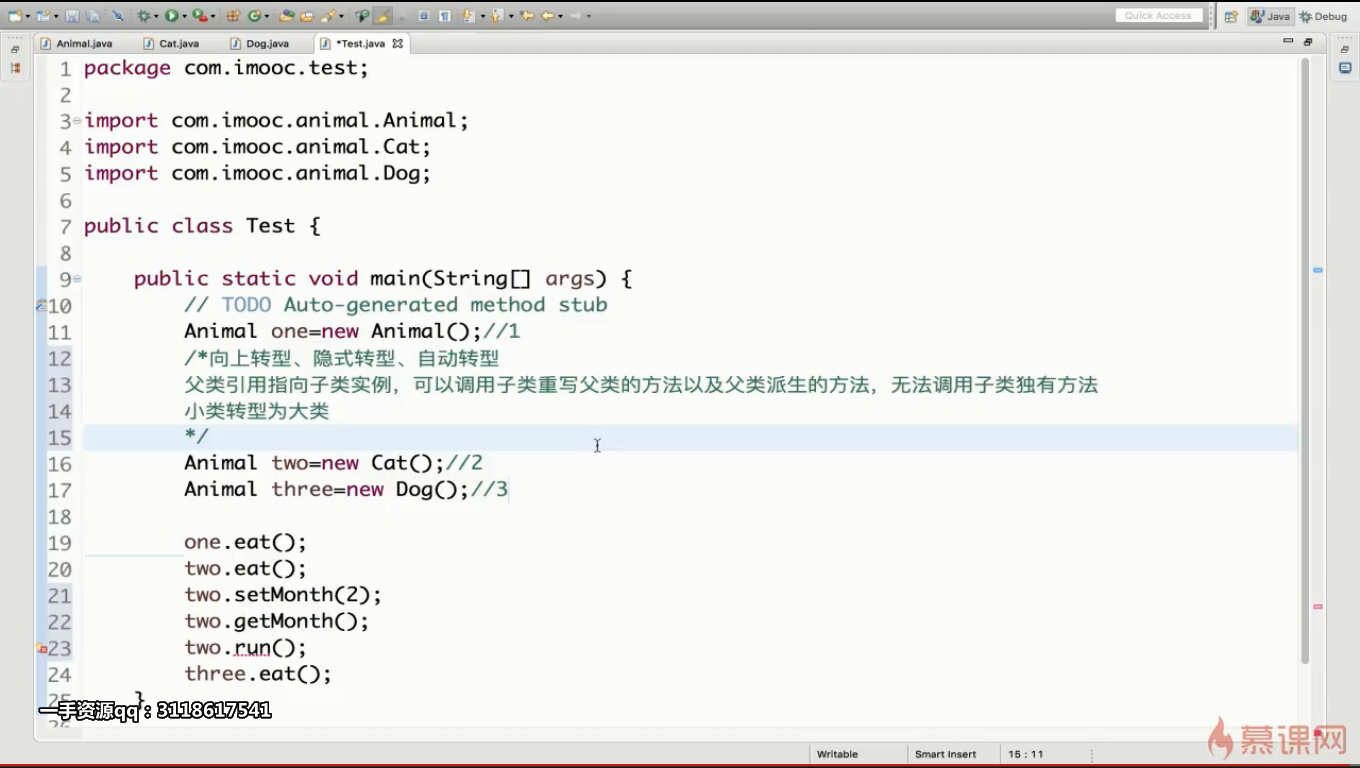 Quick Access
Java
Debug
Animal.java
Cat.java
Dog.java
*Test.java
1 package com.imooc.test;
2
3 import com.imooc.animal.Animal;
4 import com.imooc.animal.Cat;
5 import com.imooc.animal.Dog;
6
7 public class Test {
8
9 public static void main(String[] args) {
10 // TODO Auto-generated method stub
11 Animal one=new Animal();//1
12 /*向上转型、隐式转型、自动转型
13 父类引用指向子类实例，可以调用子类重写父类的方法以及父类派生的方法，无法调用子类独有方法
14 小类转型为大类
15 */
16 Animal two=new Cat();//2
17 Animal three=new Dog();//3
18
19 one.eat();
20 two.eat();
21 two.setMonth(2);
22 two.getMonth();
23 two.run();
24 three.eat();
25 }
一手资源qq：3118617541
26
慕课网
Writable
Smart Insert
15 : 11